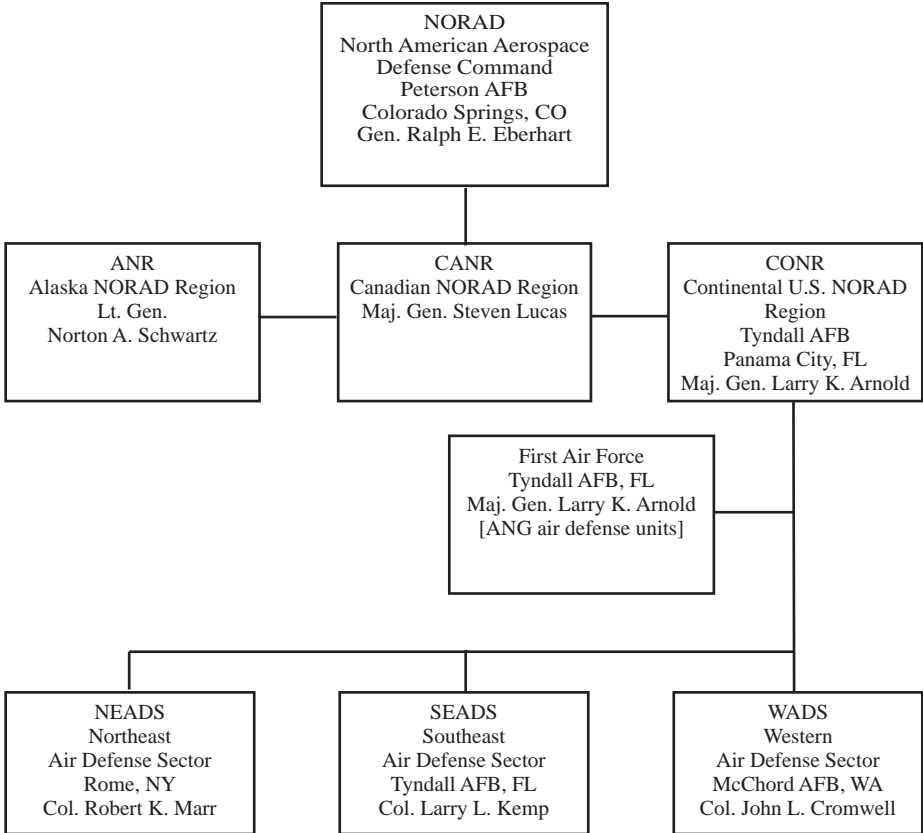 NORAD
North American Aerospace
Defense Command
Peterson AFB
Colorado Springs, CO
Gen. Ralph E. Eberhart
ANR
Alaska NORAD Region
Lt. Gen.
Norton A. Schwartz
CANR
Canadian NORAD Region
Maj. Gen. Steven Lucas
CONR
Continental U.S. NORAD
Region
Tyndall AFB
Panama City, FL
Maj. Gen. Larry K. Arnold
First Air Force
Tyndall AFB, FL
Maj. Gen. Larry K. Arnold
[ANG air defense units]
NEADS
Northeast
Air Defense Sector
Rome, NY
Col. Robert K. Marr
SEADS
Southeast
Air Defense Sector
Tyndall AFB, FL
Col. Larry L. Kemp
WADS
Western
Air Defense Sector
McChord AFB, WA
Col. John L. Cromwell